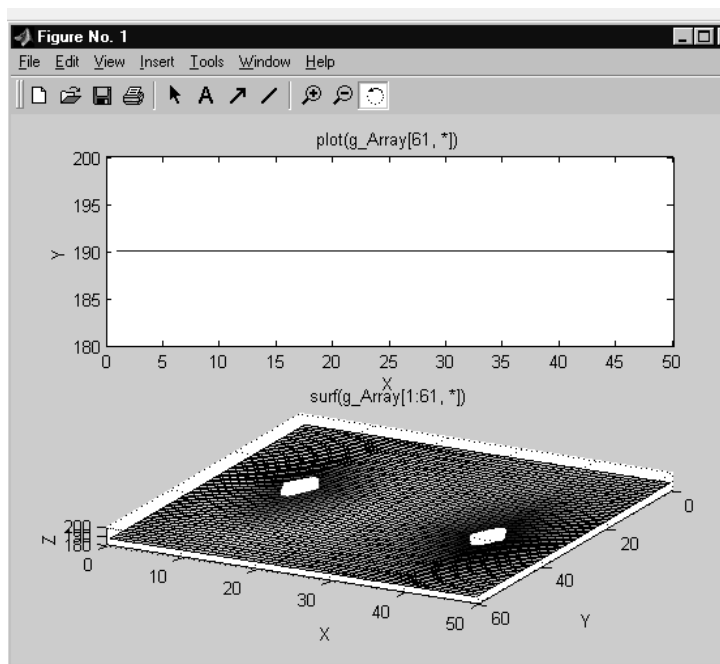 Figure No. 1
File Edit View Insert Tools Window Help
A
plot(g_Array[61, *])
200
195
190
185
180
Y
0 5 10 15 20 25 30 35 40 45 50
X
surf(g_Array[1:61, *])
200
190
180
Z
0 10 20 30 40 50
X
60 40 20 0
Y